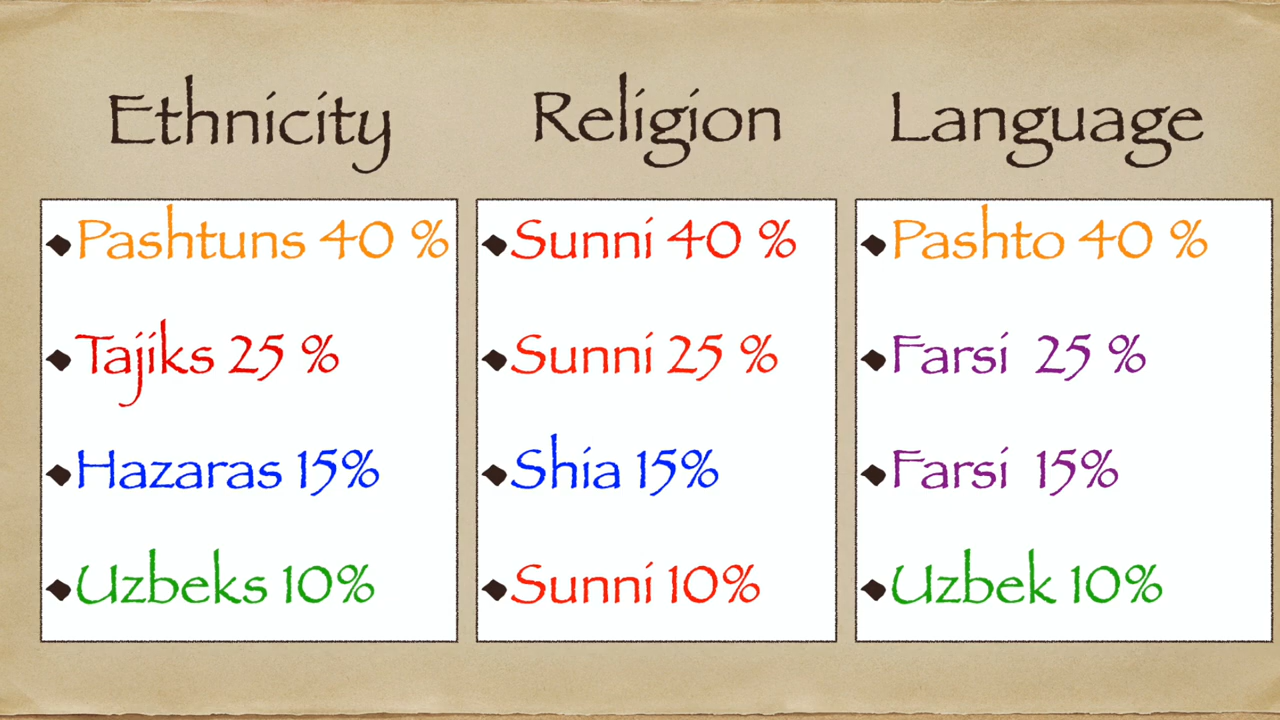 Ethnicity
Religion
Language
Pashtuns 40 %
Tajiks 25 %
Hazaras 15%
Uzbeks 10%
Sunni 40 %
Sunni 25 %
Shia 15%
Sunni 10%
Pashto 40 %
Farsi 25 %
Farsi 15%
Uzbek 10%